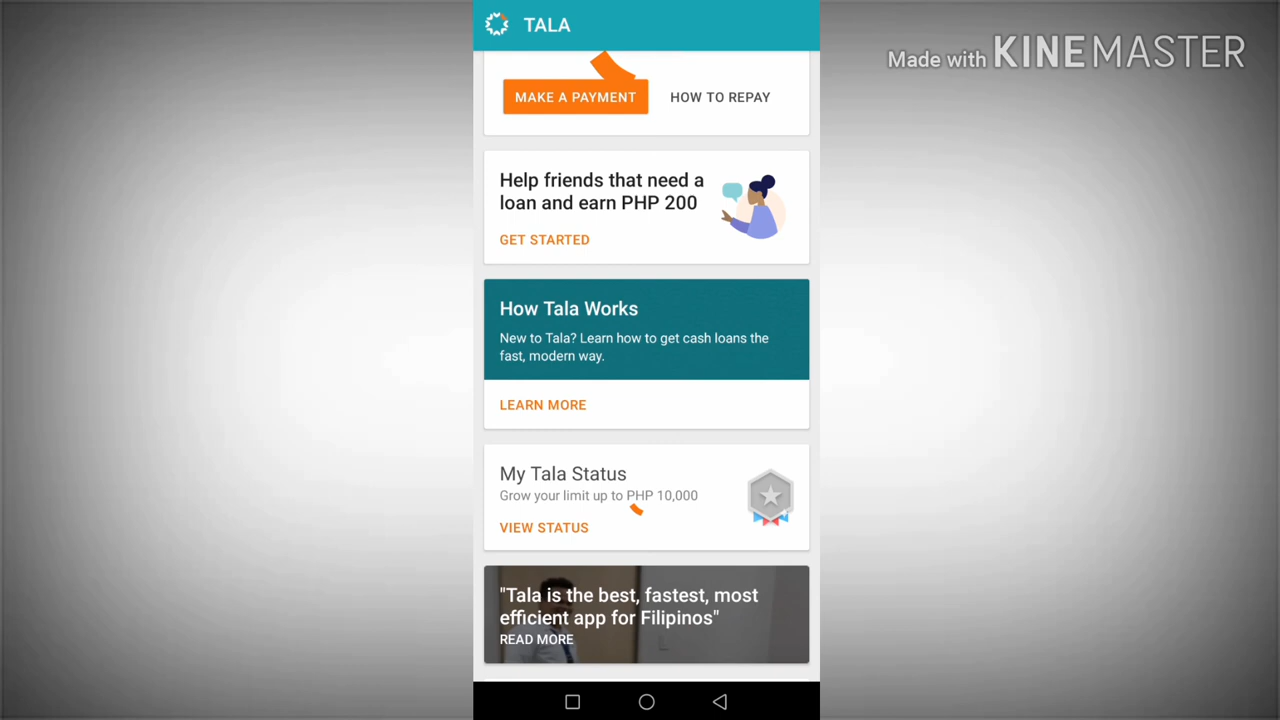 TALA
Made with KINEMASTER
MAKE A PAYMENT
HOW TO REPAY
Help friends that need a
loan and earn PHP 200
GET STARTED
How Tala Works
New to Tala? Learn how to get cash loans the
fast, modern way.
LEARN MORE
My Tala Status
Grow your limit up to PHP 10,000
VIEW STATUS
"Tala is the best, fastest, most
efficient app for Filipinos"
READ MORE